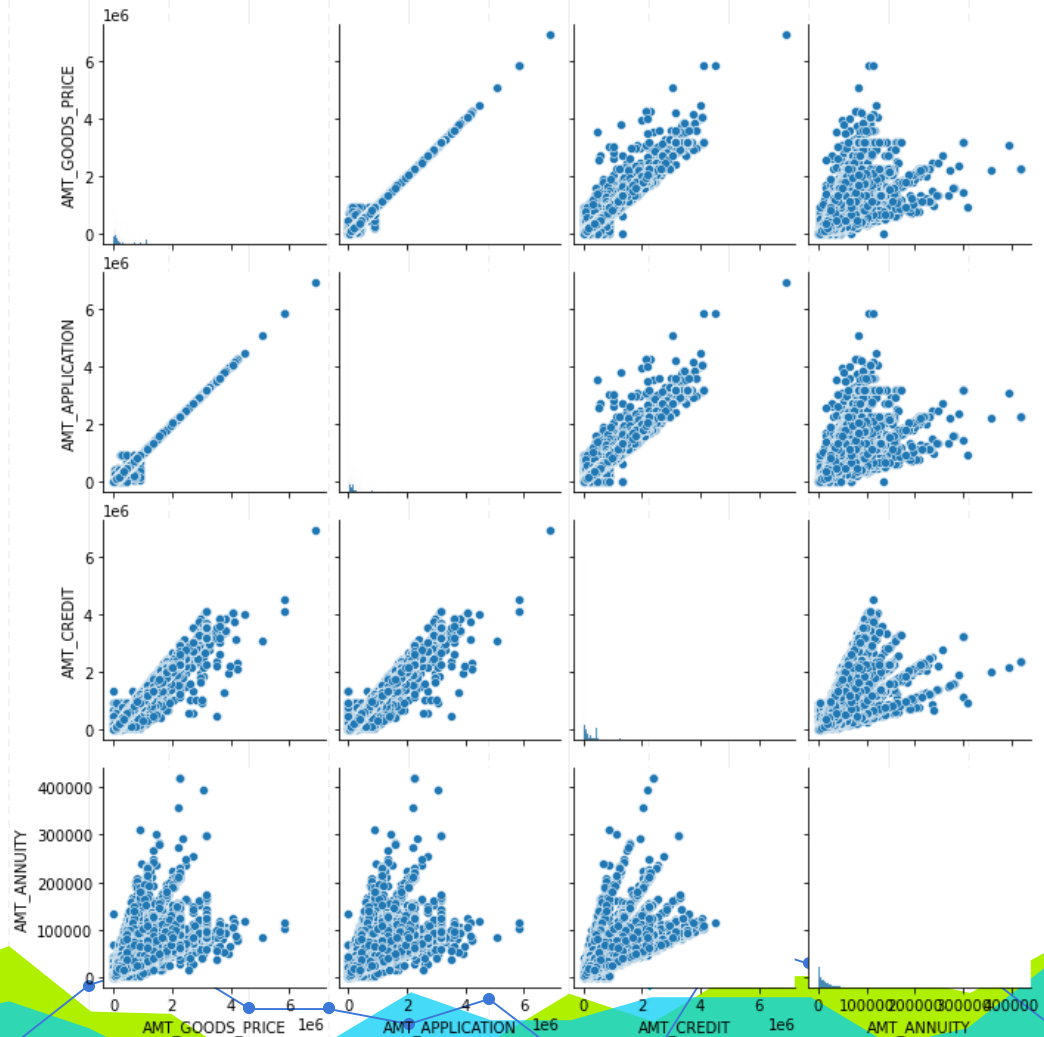 1e6
AMT_GOODS_PRICE
6
4
2
0
1e6
AMT_APPLICATION
6
4
2
0
1e6
AMT_CREDIT
6
4
2
0
AMT_ANNUITY
400000
300000
200000
100000
0
0 2 4 6 0 2 4 6 0 2 4 6 0 100000 200000 300000 400000
AMT_GOODS_PRICE 1e6 AMT_APPLICATION 1e6 AMT_CREDIT 1e6 AMT_ANNUITY